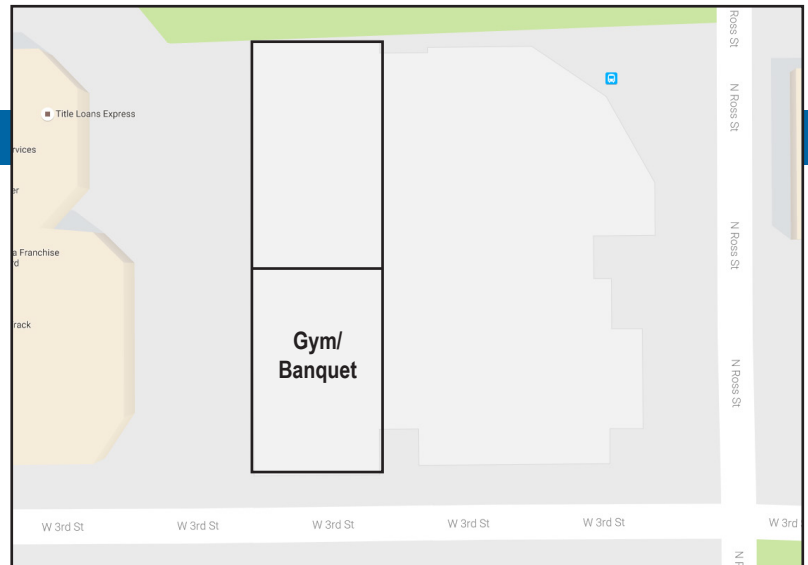 Ross St
N Ross St
N Ross St
N Ross St
Title Loans Express
rvices
er
a Franchise
rd
rack
Gym/
Banquet
W 3rd St
W 3rd St
W 3rd St
W 3rd St
W 3rd St
W 3rd
N F